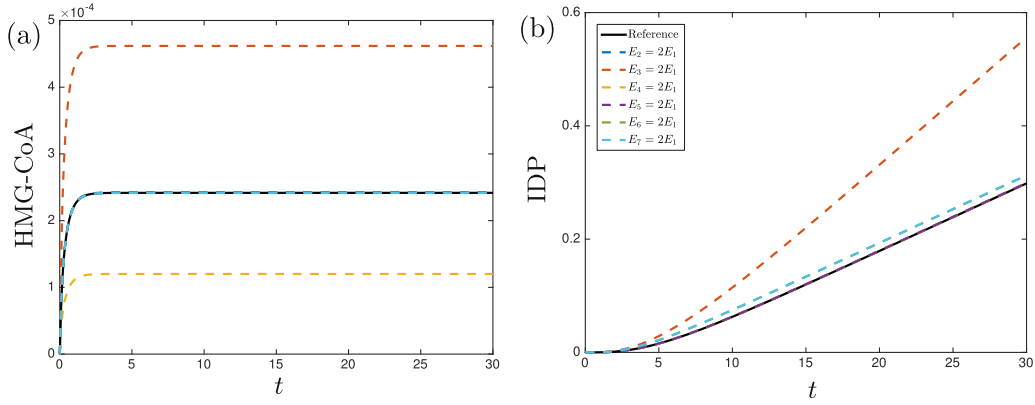 (a)
×10⁻⁴
5
4
3
2
1
0
HMG-CoA
0 5 10 15 20 25 30
t
(b)
0.6
0.4
0.2
0
IDP
Reference
E₂ = 2E₁
E₃ = 2E₁
E₄ = 2E₁
E₅ = 2E₁
E₆ = 2E₁
E₇ = 2E₁
0 5 10 15 20 25 30
t